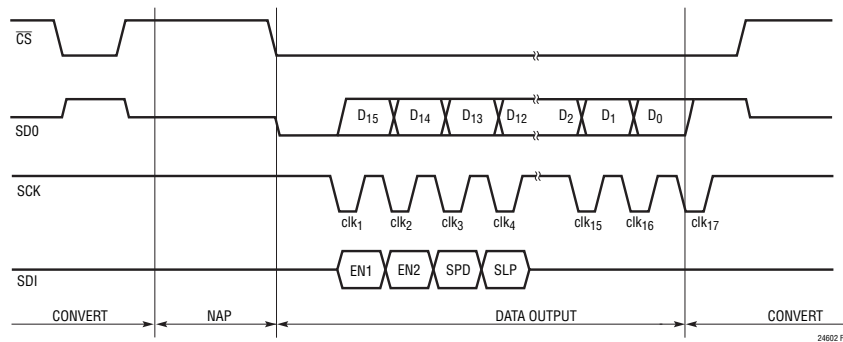 CS
SD0
D15 D14 D13 D12 D2 D1 D0
SCK
clk1 clk2 clk3 clk4 clk15 clk16 clk17
SDI
EN1 EN2 SPD SLP
CONVERT NAP DATA OUTPUT CONVERT
24602 F